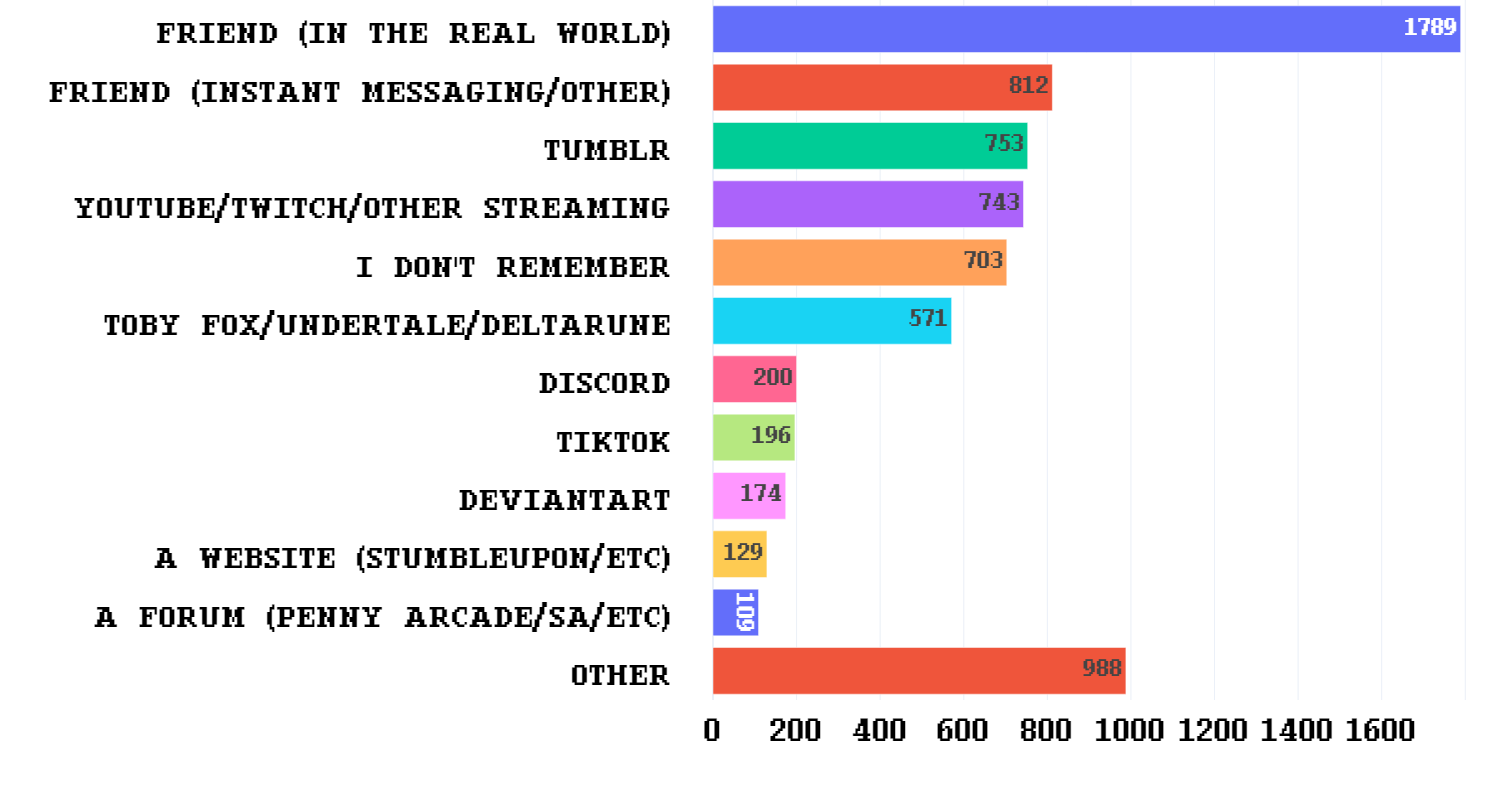 FRIEND (IN THE REAL WORLD) 1789
FRIEND (INSTANT MESSAGING/OTHER) 812
TUMBLR 753
YOUTUBE/TWITCH/OTHER STREAMING 743
I DON'T REMEMBER 703
TOBY FOX/UNDERTALE/DELTARUNE 571
DISCORD 200
TIKTOK 196
DEVIANTART 174
A WEBSITE (STUMBLEUPON/ETC) 129
A FORUM (PENNY ARCADE/SA/ETC) 109
OTHER 988
0 200 400 600 800 1000 1200 1400 1600